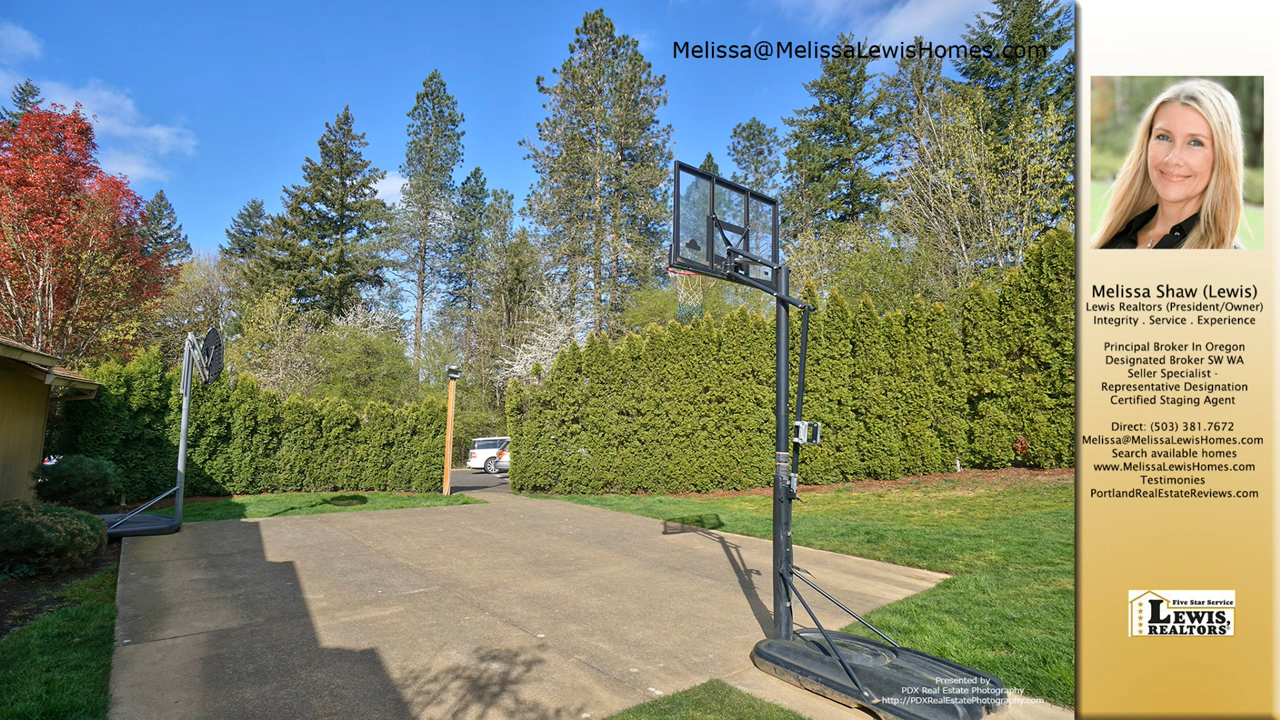 Melissa@MelissaLewisHomes.com
Melissa Shaw (Lewis)
Lewis Realtors (President/Owner)
Integrity . Service . Experience
Principal Broker In Oregon
Designated Broker SW WA
Seller Specialist -
Representative Designation
Certified Staging Agent
Direct: (503) 381.7672
Melissa@MelissaLewisHomes.com
Search available homes
www.MelissaLewisHomes.com
Testimonies
PortlandRealEstateReviews.com
Five Star Service
LEWIS,
REALTORS
Presented by
PDX Real Estate Photography
http://PDXRealEstatePhotography.com